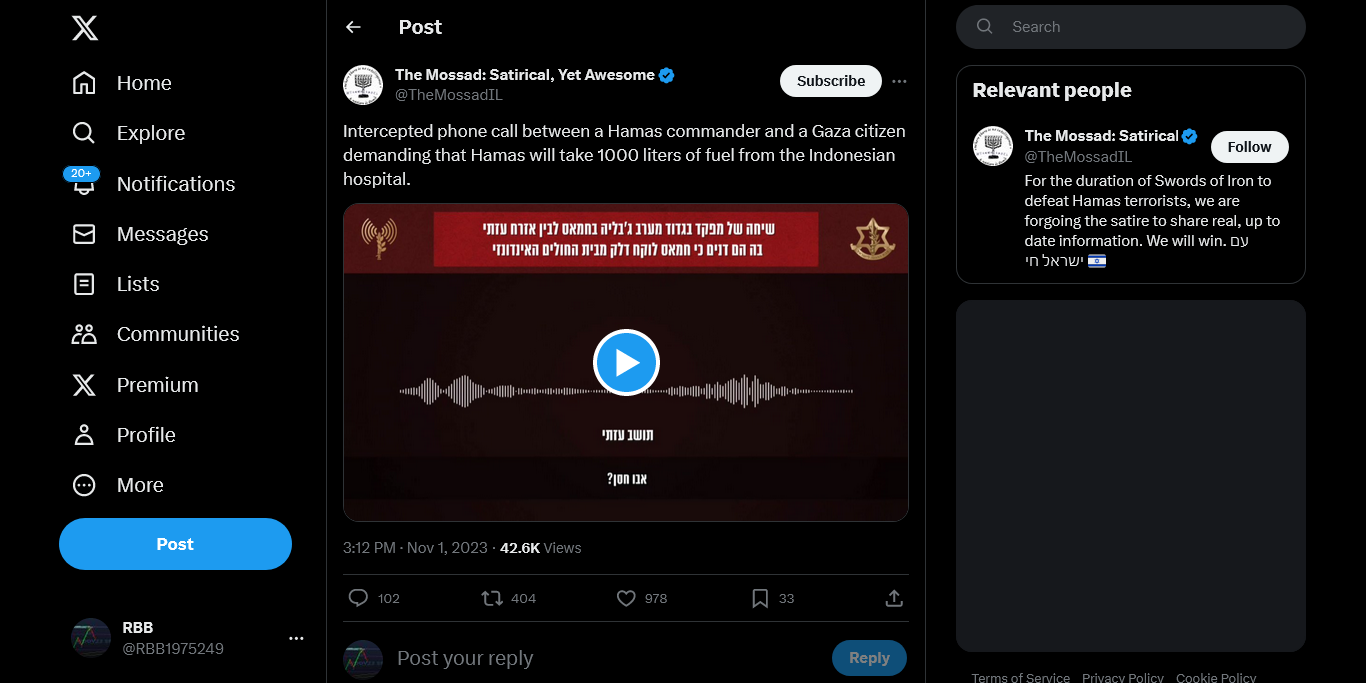 Home
Explore
20+
Notifications
Messages
Lists
Communities
Premium
Profile
More
Post
RBB
@RBB1975249
Post
The Mossad: Satirical, Yet Awesome
@TheMossadIL
Subscribe
Intercepted phone call between a Hamas commander and a Gaza citizen
demanding that Hamas will take 1000 liters of fuel from the Indonesian
hospital.
שיחה של מפקד בגדוד מערב ג'בליה בחמאס לבין אזרח עזתי
בה הם דנים כי חמאס לוקח דלק מבית החולים האינדונזי
תושב עזתי
אבו חסן?
3:12 PM · Nov 1, 2023 · 42.6K Views
102
404
978
33
Post your reply
Reply
Search
Relevant people
The Mossad: Satirical
@TheMossadIL
Follow
For the duration of Swords of Iron to
defeat Hamas terrorists, we are
forgoing the satire to share real, up to
date information. We will win. עם
ישראל חי
Terms of Service Privacy Policy Cookie Policy